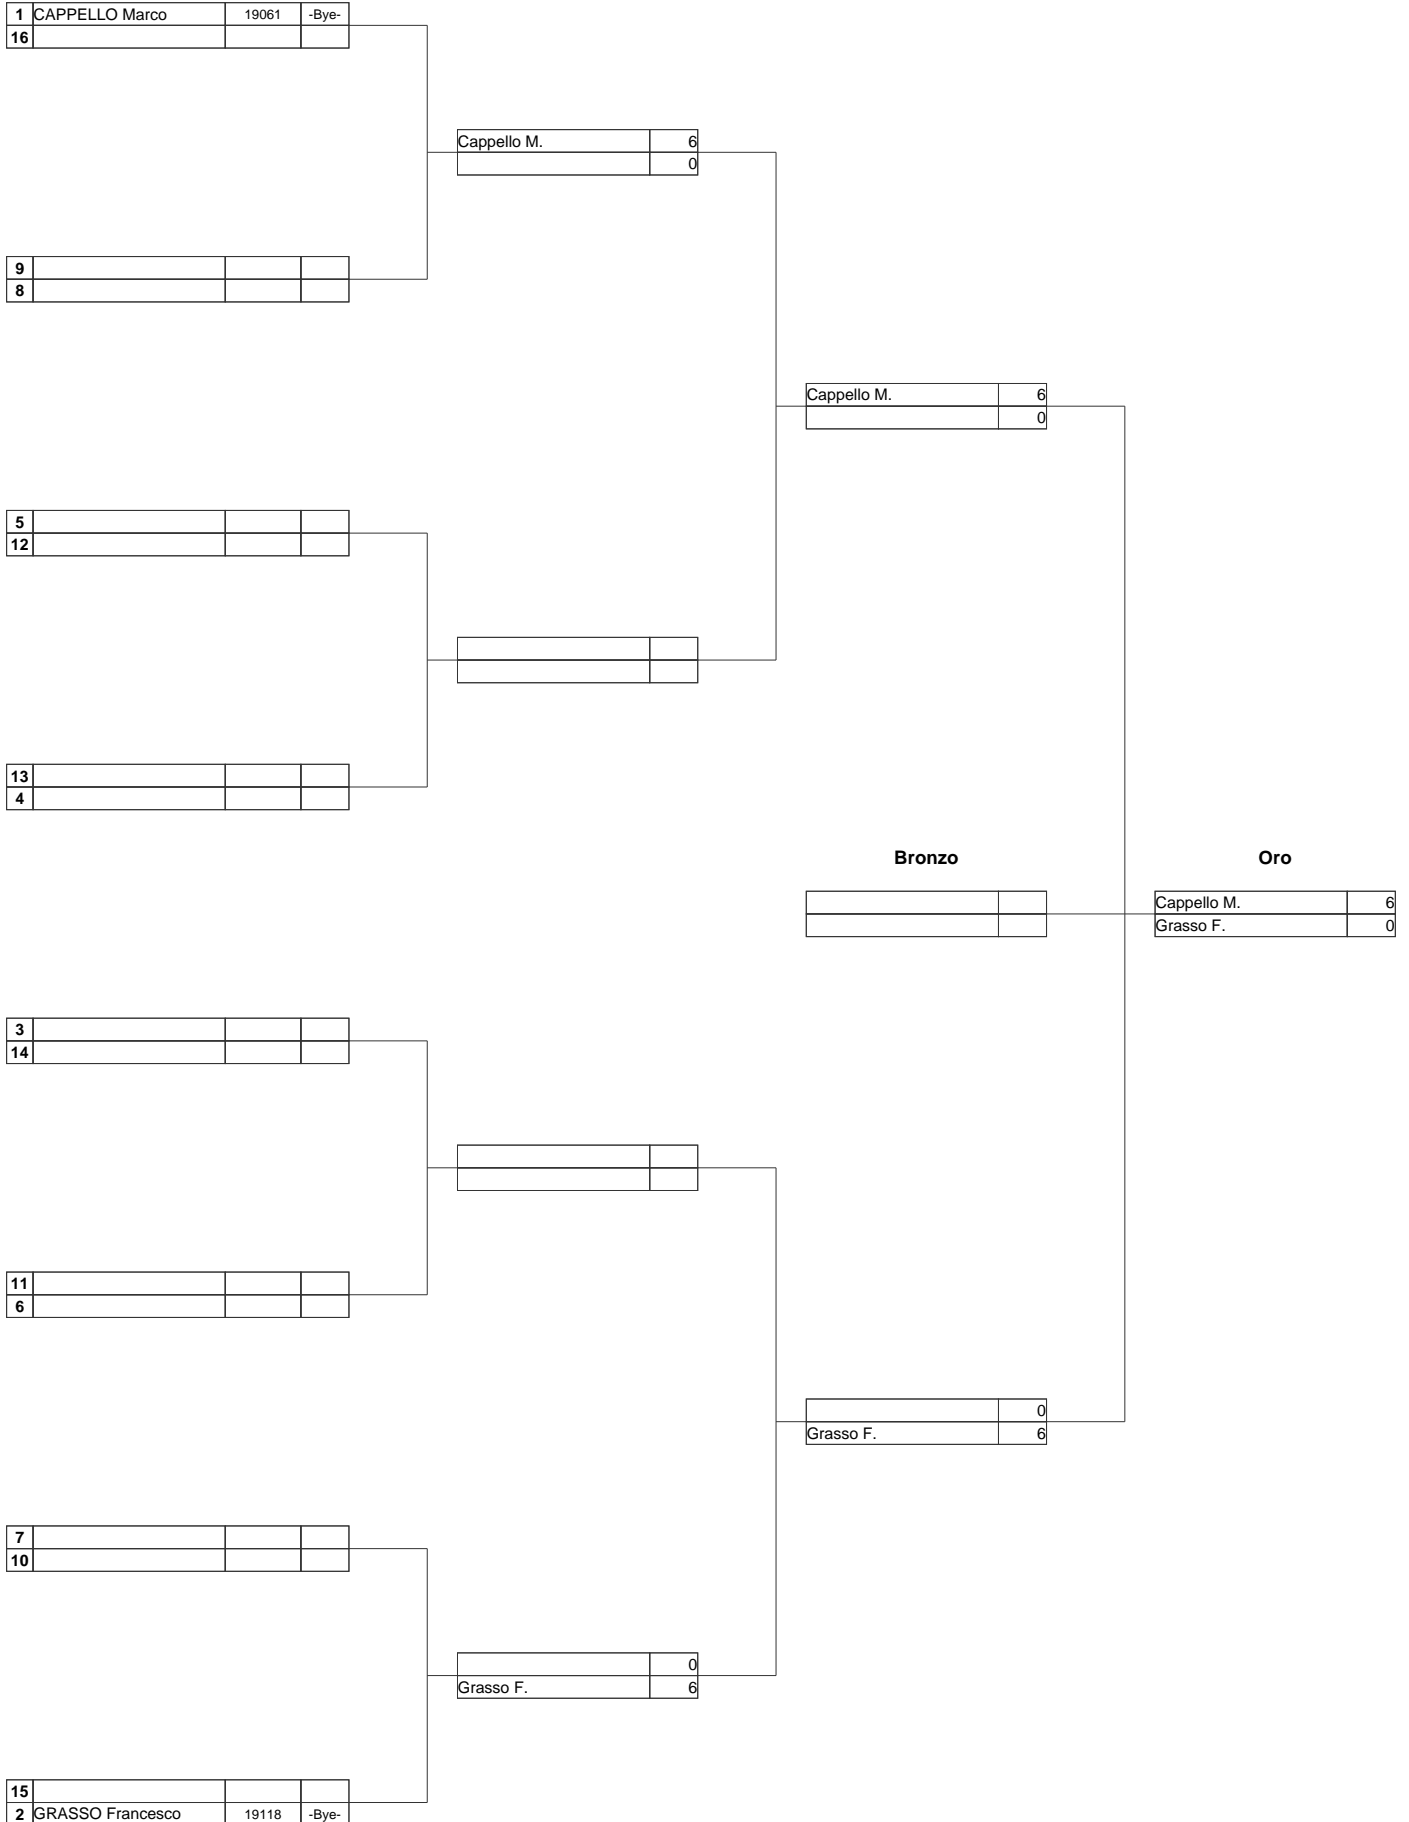 1 CAPPELLO Marco 19061 -Bye-
16
Cappello M. 6
0
9
8
Cappello M. 6
0
5
12
13
4
Bronzo Oro
Cappello M. 6
Grasso F. 0
3
14
11
6
0
Grasso F. 6
7
10
0
Grasso F. 6
15
2 GRASSO Francesco 19118 -Bye-